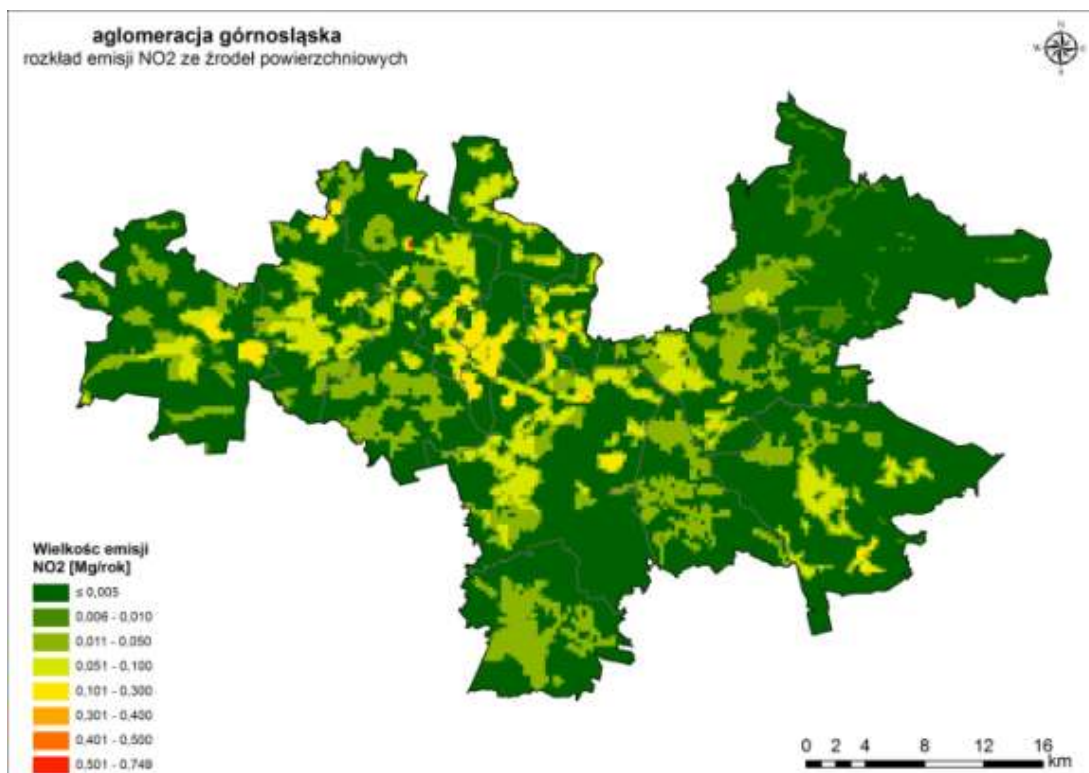 aglomeracja górnośląska
rozkład emisji NO2 ze źrodeł powierzchniowych
N
W
E
S
Wielkośc emisji
NO2 [Mg/rok]
≤ 0,005
0,006 - 0,010
0,011 - 0,050
0,051 - 0,100
0,101 - 0,300
0,301 - 0,400
0,401 - 0,500
0,501 - 0,749
0 2 4 8 12 16
km